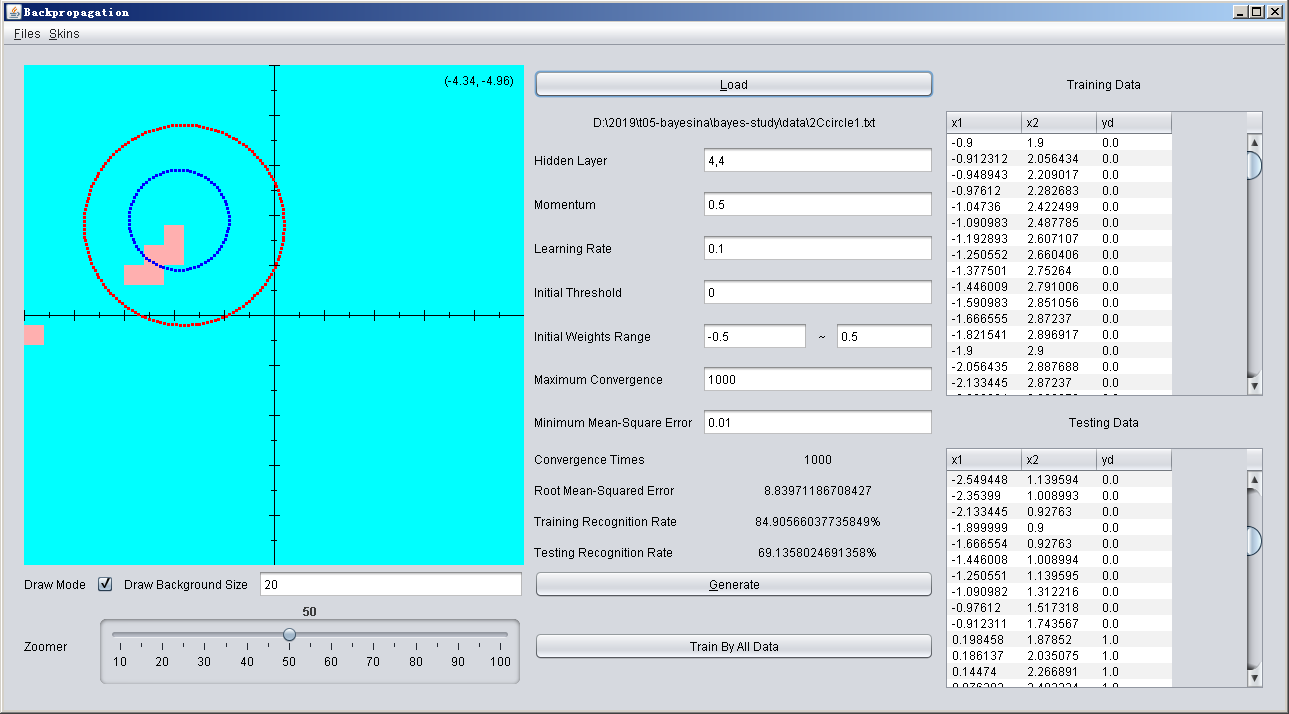 Backpropagation
Files Skins
(-4.34, -4.96)
Load
D:\2019\t05-bayesina\bayes-study\data\2Ccircle1.txt
Hidden Layer 4,4
Momentum 0.5
Learning Rate 0.1
Initial Threshold 0
Initial Weights Range -0.5 ~ 0.5
Maximum Convergence 1000
Minimum Mean-Square Error 0.01
Convergence Times 1000
Root Mean-Squared Error 8.83971186708427
Training Recognition Rate 84.90566037735849%
Testing Recognition Rate 69.1358024691358%
Generate
Train By All Data
Draw Mode Draw Background Size 20
50
Zoomer
10 20 30 40 50 60 70 80 90 100
Training Data
x1 x2 yd
-0.9 1.9 0.0
-0.912312 2.056434 0.0
-0.948943 2.209017 0.0
-0.97612 2.282683 0.0
-1.04736 2.422499 0.0
-1.090983 2.487785 0.0
-1.192893 2.607107 0.0
-1.250552 2.660406 0.0
-1.377501 2.75264 0.0
-1.446009 2.791006 0.0
-1.590983 2.851056 0.0
-1.666555 2.87237 0.0
-1.821541 2.896917 0.0
-1.9 2.9 0.0
-2.056435 2.887688 0.0
-2.133445 2.87237 0.0
Testing Data
x1 x2 yd
-2.549448 1.139594 0.0
-2.35399 1.008993 0.0
-2.133445 0.92763 0.0
-1.899999 0.9 0.0
-1.666554 0.92763 0.0
-1.446008 1.008994 0.0
-1.250551 1.139595 0.0
-1.090982 1.312216 0.0
-0.97612 1.517318 0.0
-0.912311 1.743567 0.0
0.198458 1.87852 1.0
0.186137 2.035075 1.0
0.14474 2.266891 1.0